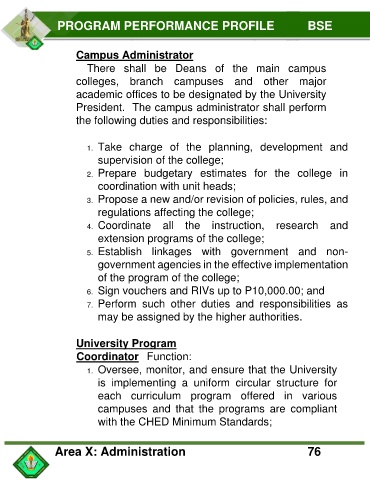 PROGRAM PERFORMANCE PROFILE BSE
Campus Administrator
There shall be Deans of the main campus
colleges, branch campuses and other major
academic offices to be designated by the University
President. The campus administrator shall perform
the following duties and responsibilities:
1. Take charge of the planning, development and
supervision of the college;
2. Prepare budgetary estimates for the college in
coordination with unit heads;
3. Propose a new and/or revision of policies, rules, and
regulations affecting the college;
4. Coordinate all the instruction, research and
extension programs of the college;
5. Establish linkages with government and non-
government agencies in the effective implementation
of the program of the college;
6. Sign vouchers and RIVs up to P10,000.00; and
7. Perform such other duties and responsibilities as
may be assigned by the higher authorities.
University Program
Coordinator Function:
1. Oversee, monitor, and ensure that the University
is implementing a uniform circular structure for
each curriculum program offered in various
campuses and that the programs are compliant
with the CHED Minimum Standards;
Area X: Administration 76